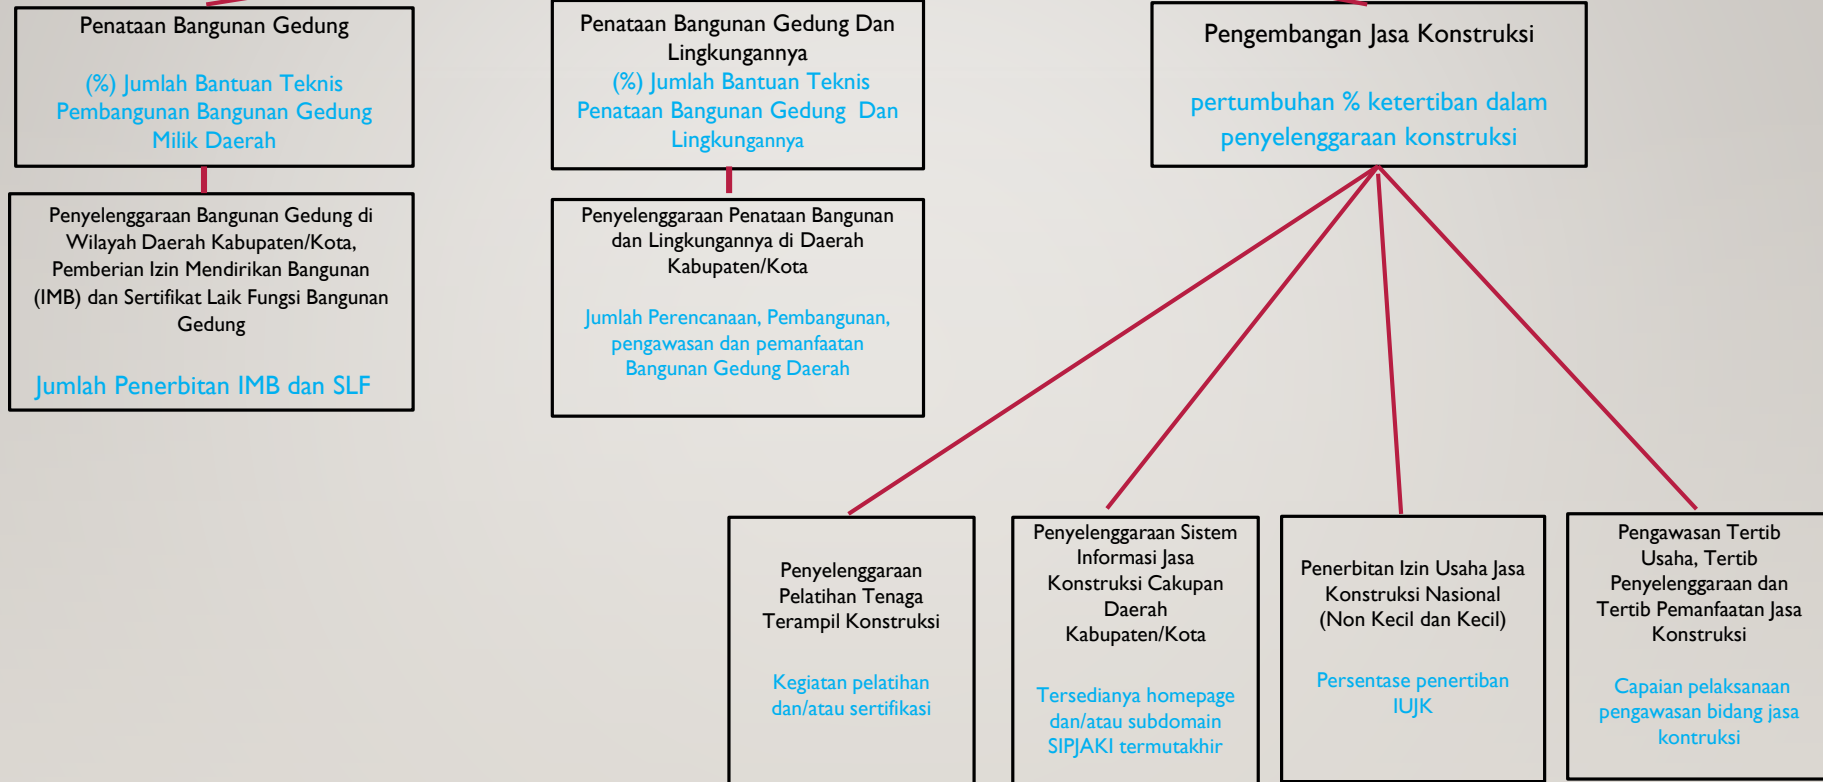 Penataan Bangunan Gedung
(%) Jumlah Bantuan Teknis
Pembangunan Bangunan Gedung
Milik Daerah
Penataan Bangunan Gedung Dan
Lingkungannya
(%) Jumlah Bantuan Teknis
Penataan Bangunan Gedung Dan
Lingkungannya
Pengembangan Jasa Konstruksi
pertumbuhan % ketertiban dalam
penyelenggaraan konstruksi
Penyelenggaraan Bangunan Gedung di
Wilayah Daerah Kabupaten/Kota,
Pemberian Izin Mendirikan Bangunan
(IMB) dan Sertifikat Laik Fungsi Bangunan
Gedung
Jumlah Penerbitan IMB dan SLF
Penyelenggaraan Penataan Bangunan
dan Lingkungannya di Daerah
Kabupaten/Kota
Jumlah Perencanaan, Pembangunan,
pengawasan dan pemanfaatan
Bangunan Gedung Daerah
Penyelenggaraan
Pelatihan Tenaga
Terampil Konstruksi
Kegiatan pelatihan
dan/atau sertifikasi
Penyelenggaraan Sistem
Informasi Jasa
Konstruksi Cakupan
Daerah
Kabupaten/Kota
Tersedianya homepage
dan/atau subdomain
SIPJAKI termutakhir
Penerbitan Izin Usaha Jasa
Konstruksi Nasional
(Non Kecil dan Kecil)
Persentase penertiban
IUJK
Pengawasan Tertib
Usaha, Tertib
Penyelenggaraan dan
Tertib Pemanfaatan Jasa
Konstruksi
Capaian pelaksanaan
pengawasan bidang jasa
kontruksi